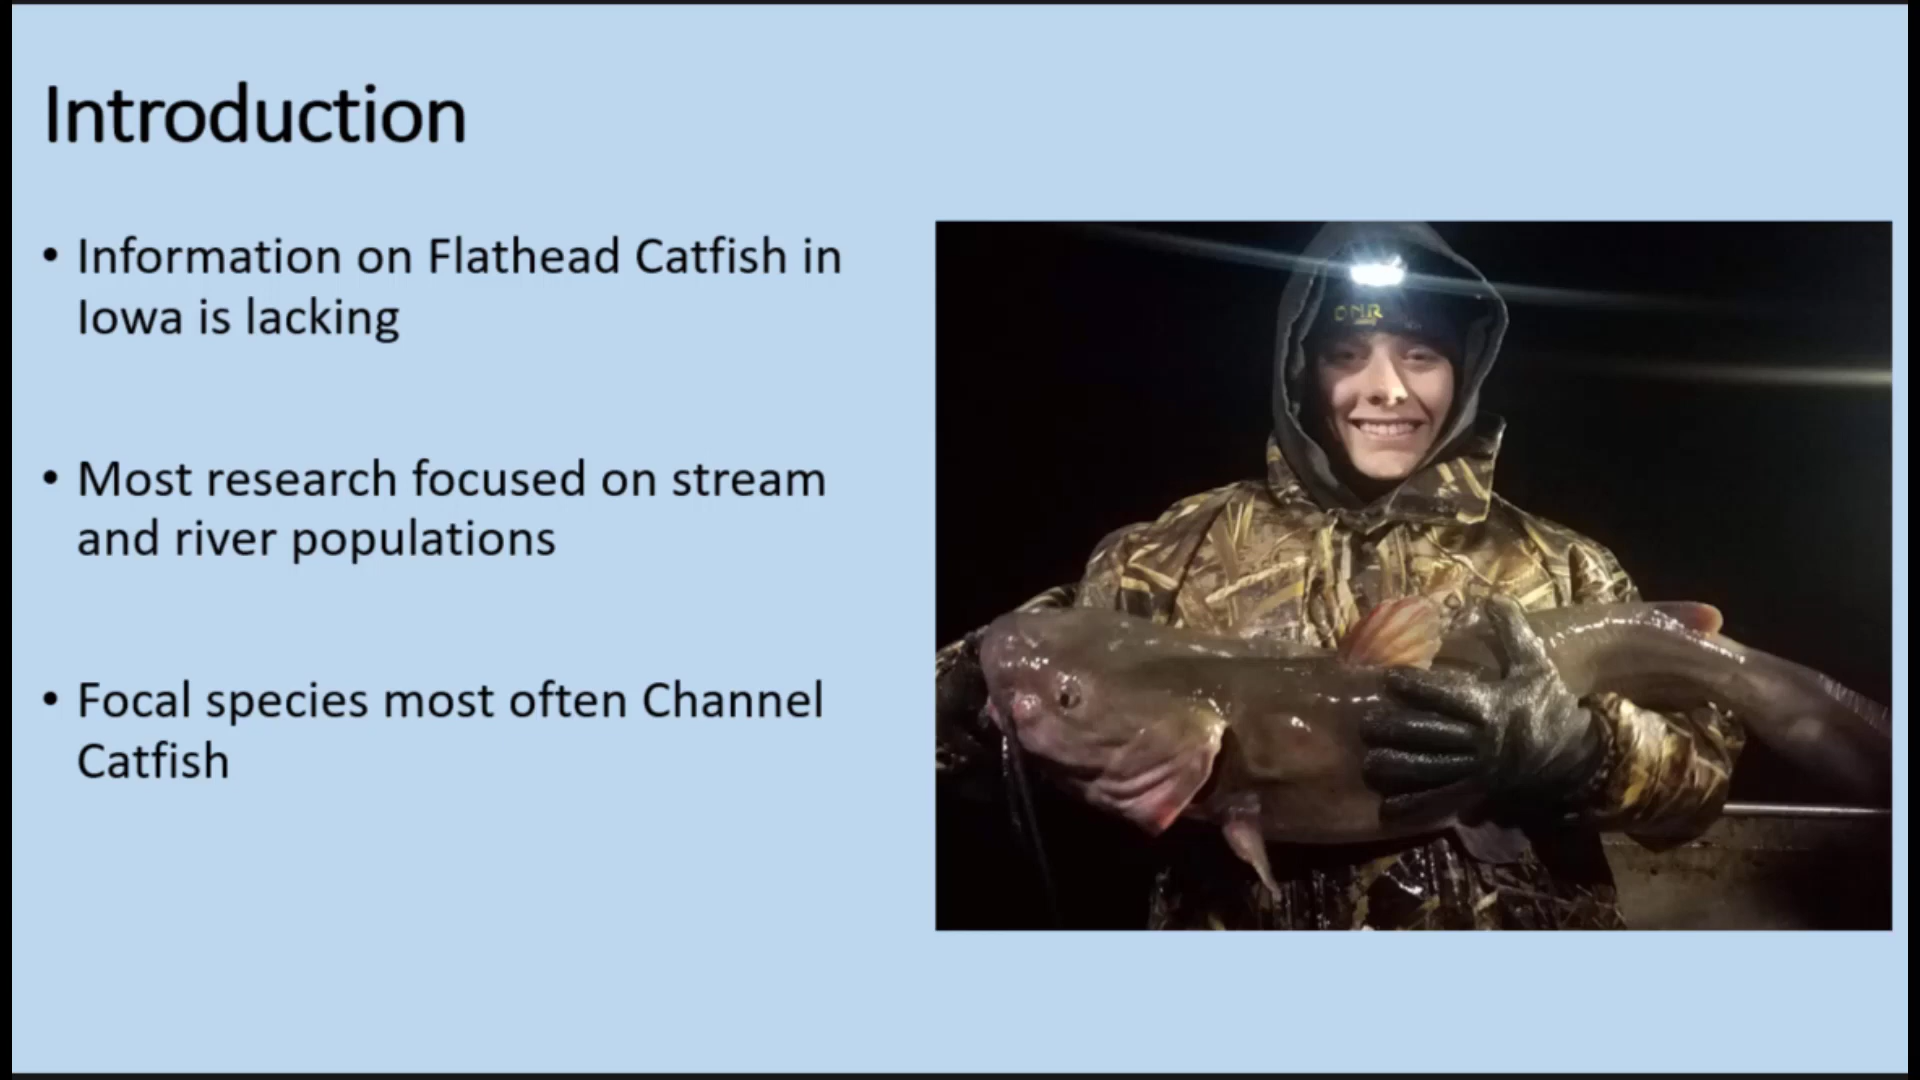 Introduction
• Information on Flathead Catfish in
Iowa is lacking
• Most research focused on stream
and river populations
• Focal species most often Channel
Catfish
DNR